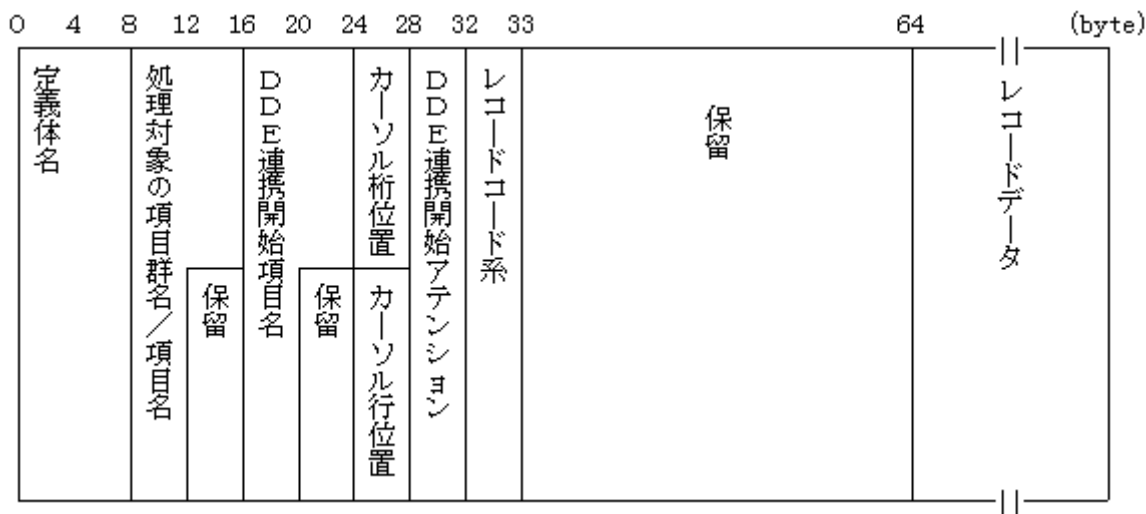 0 4 8 12 16 20 24 28 32 33 64 (byte)
定義体名
処理対象の項目群名／項目名
保留
ＤＤＥ連携開始項目名
保留
カーソル桁位置
カーソル行位置
ＤＤＥ連携開始アテンション
レコードコード系
保留
レコードデータ